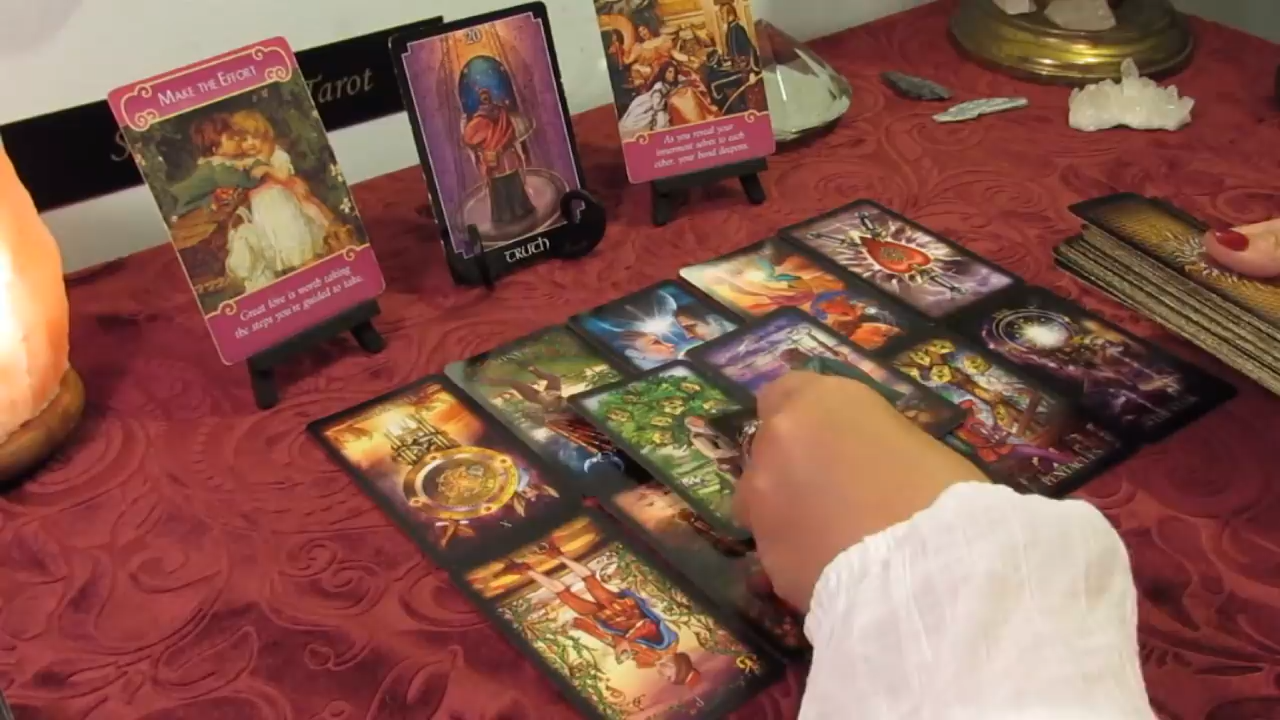 MAKE THE EFFORT
Great love is worth taking
the steps you're guided to take.
Tarot
20
TRUTH
As you reveal your
innermost selves to each
other, your bond deepens.
X
PENTACLES